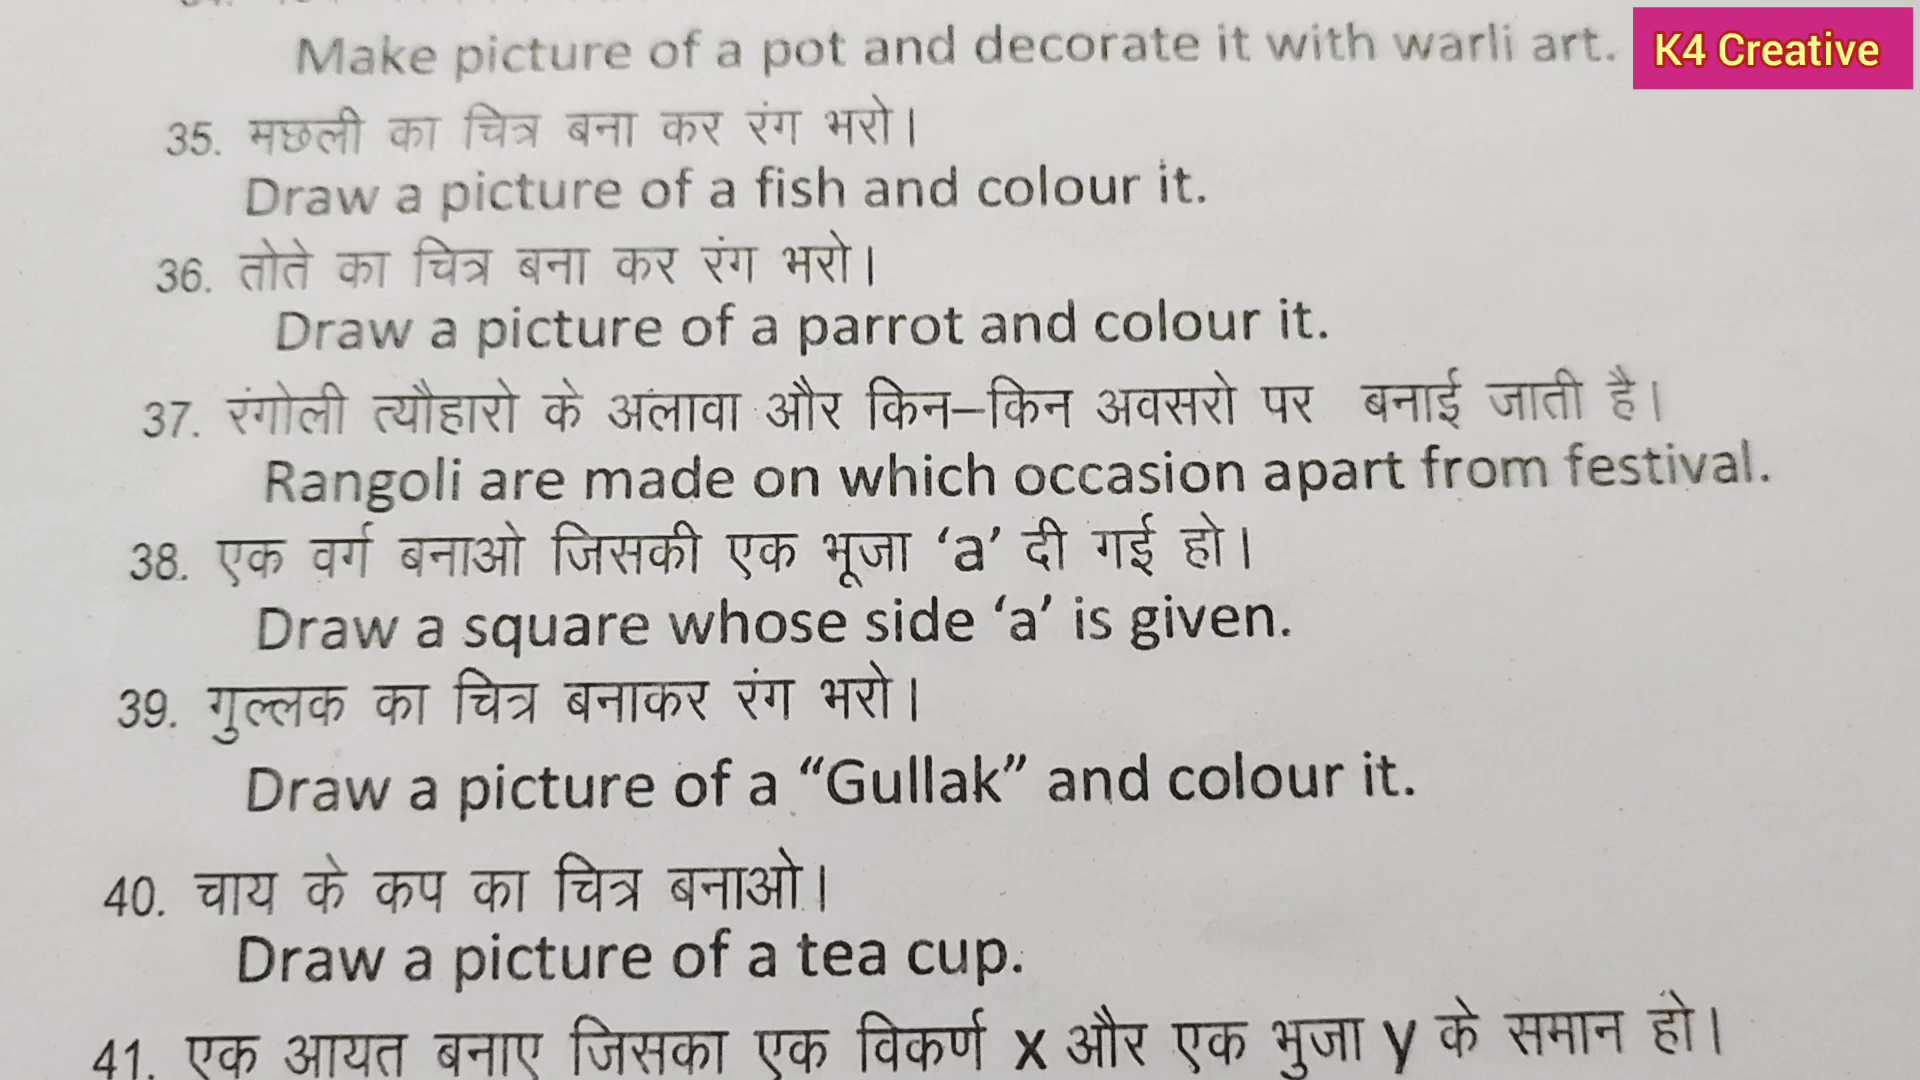 Make picture of a pot and decorate it with warli art.
K4 Creative
35. मछली का चित्र बना कर रंग भरो।
Draw a picture of a fish and colour it.
36. तोते का चित्र बना कर रंग भरो।
Draw a picture of a parrot and colour it.
37. रंगोली त्यौहारो के अलावा और किन–किन अवसरो पर बनाई जाती है।
Rangoli are made on which occasion apart from festival.
38. एक वर्ग बनाओ जिसकी एक भूजा ‘a’ दी गई हो।
Draw a square whose side ‘a’ is given.
39. गुल्लक का चित्र बनाकर रंग भरो।
Draw a picture of a “Gullak” and colour it.
40. चाय के कप का चित्र बनाओ।
Draw a picture of a tea cup.
41. एक आयत बनाए जिसका एक विकर्ण x और एक भुजा y के समान हो।